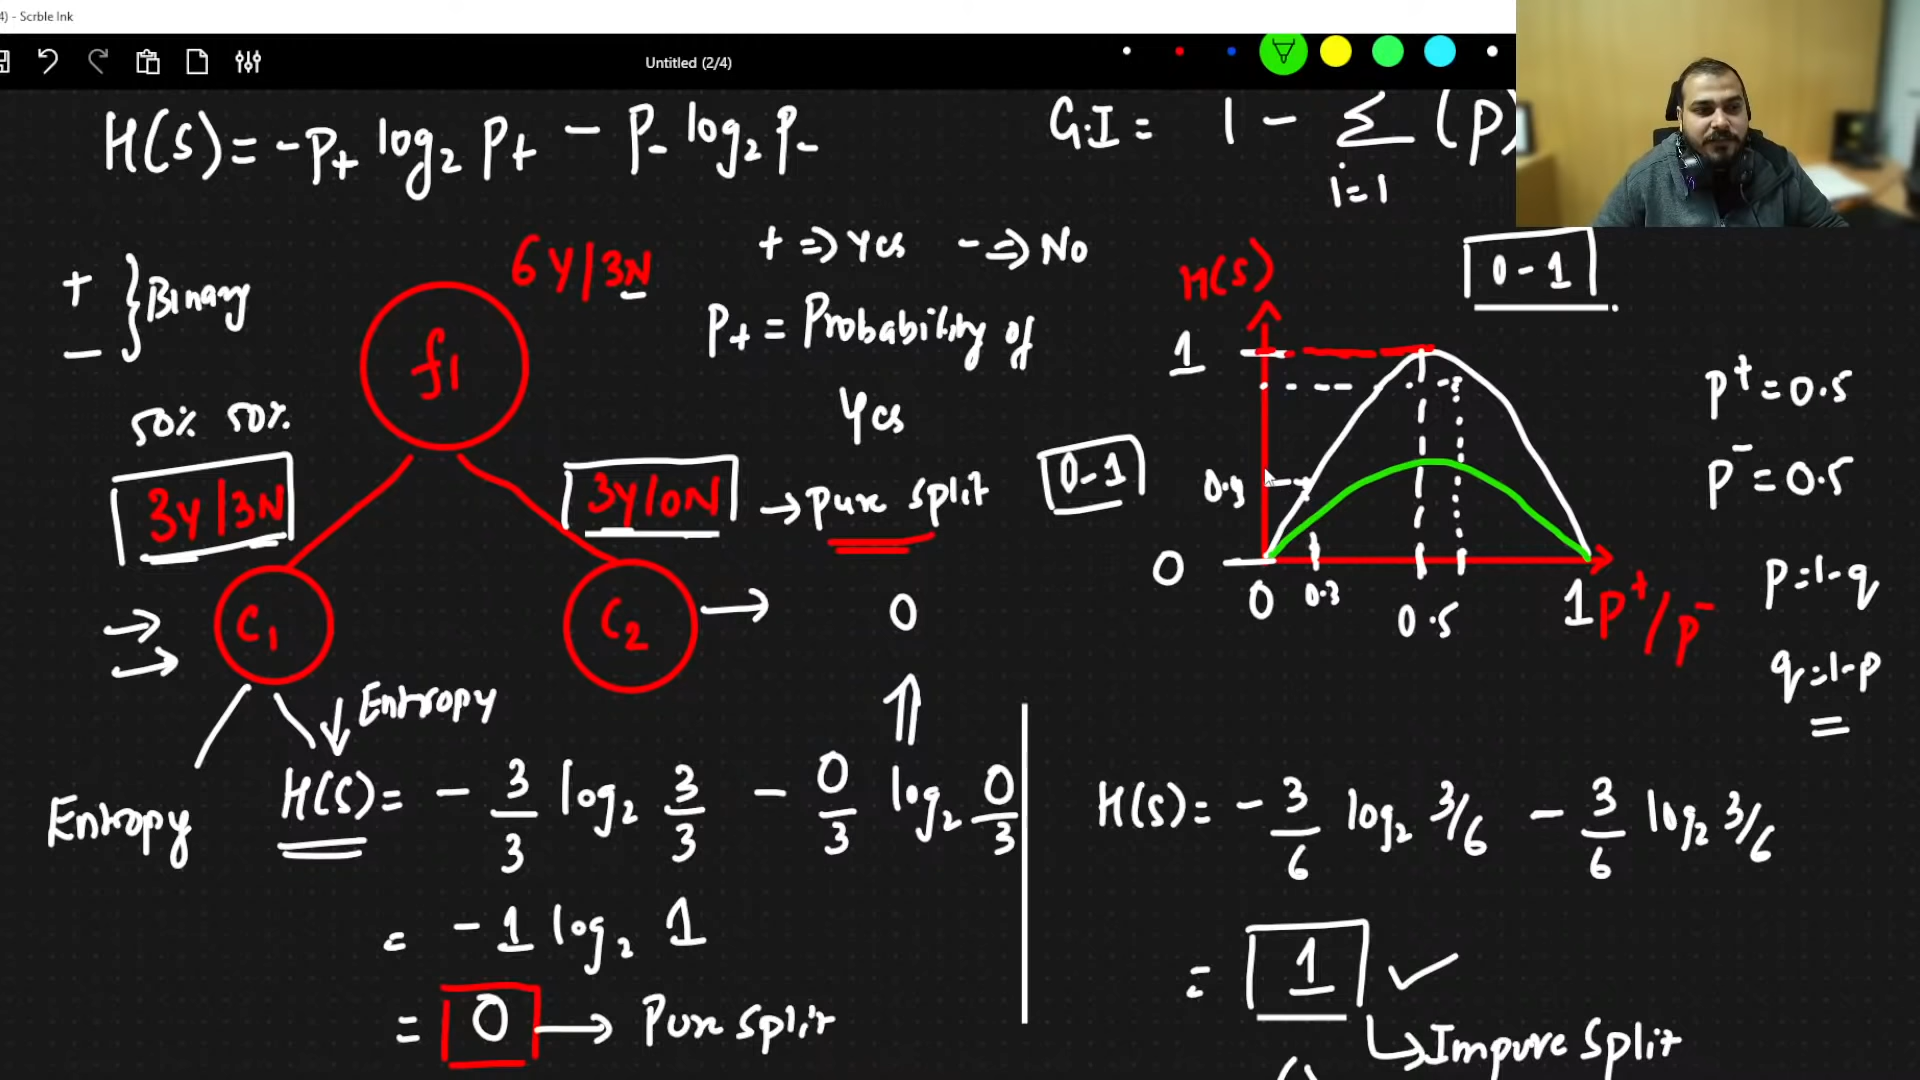 4) - Scrble Ink
Untitled (2/4)
H(S) = -P+ log2 P+ - P- log2 P-
G.I = 1 - Σ (P)
i=1
6Y/3N
+ => Yes - => No
+ } Binary
-
f1
P+ = Probability of
Yes
H(S)
0-1
1
P+ = 0.5
50% 50%
3Y/3N
3Y/0N → Pure split
0-1
P- = 0.5
0
0 0.3 0.5 1 P+/P-
P=1-q
q=1-p
C1
C2 → 0
↓ Entropy
Entropy
H(S) = - 3/3 log2 3/3 - 0/3 log2 0/3
= -1 log2 1
= 0 → Pure split
H(S) = - 3/6 log2 3/6 - 3/6 log2 3/6
= 1 ✓
Impure split